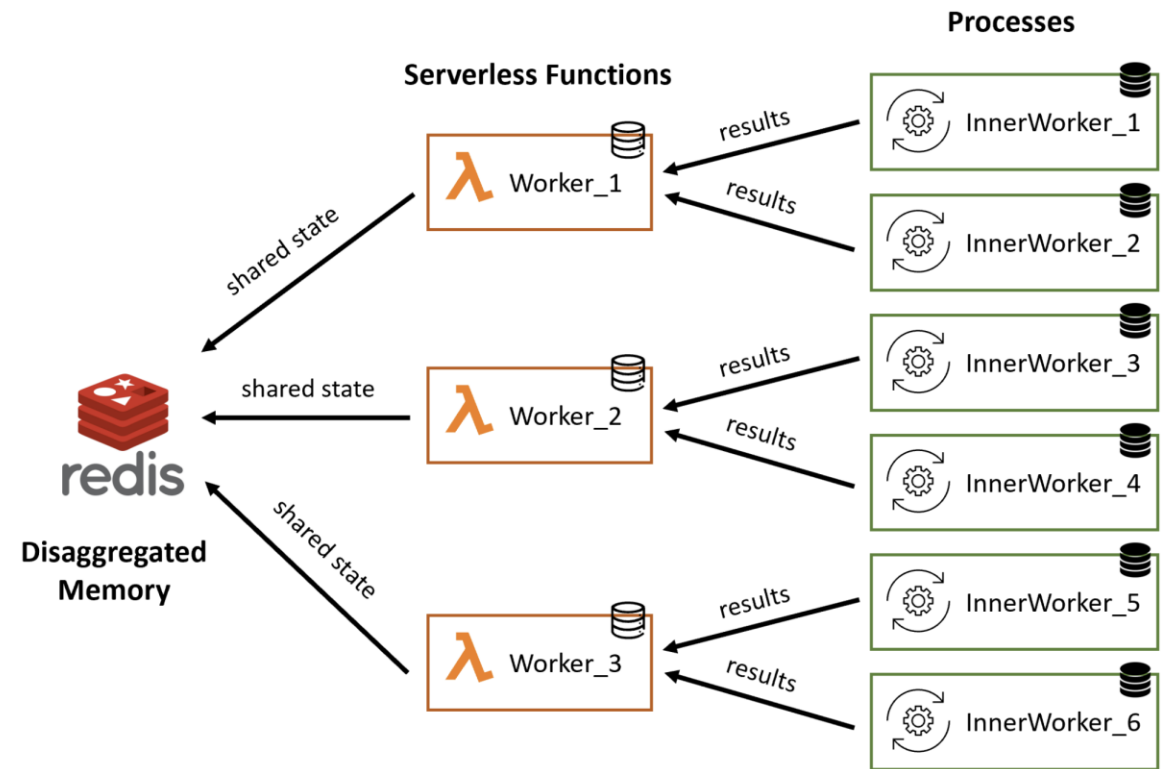 Processes
Serverless Functions
results
InnerWorker_1
Worker_1
results
InnerWorker_2
shared state
results
InnerWorker_3
shared state
Worker_2
results
InnerWorker_4
redis
shared state
Disaggregated
Memory
results
InnerWorker_5
Worker_3
results
InnerWorker_6